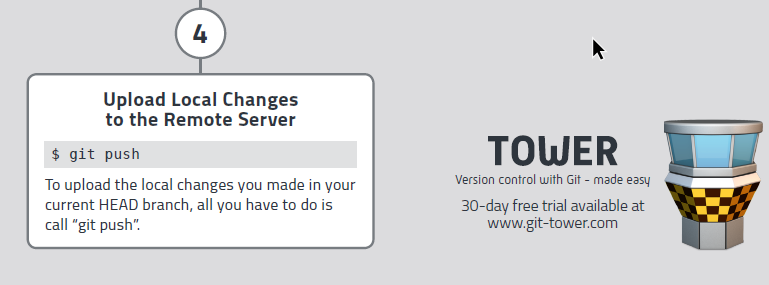 4
Upload Local Changes
to the Remote Server
$ git push
To upload the local changes you made in your
current HEAD branch, all you have to do is
call “git push”.
TOWER
Version control with Git - made easy
30-day free trial available at
www.git-tower.com